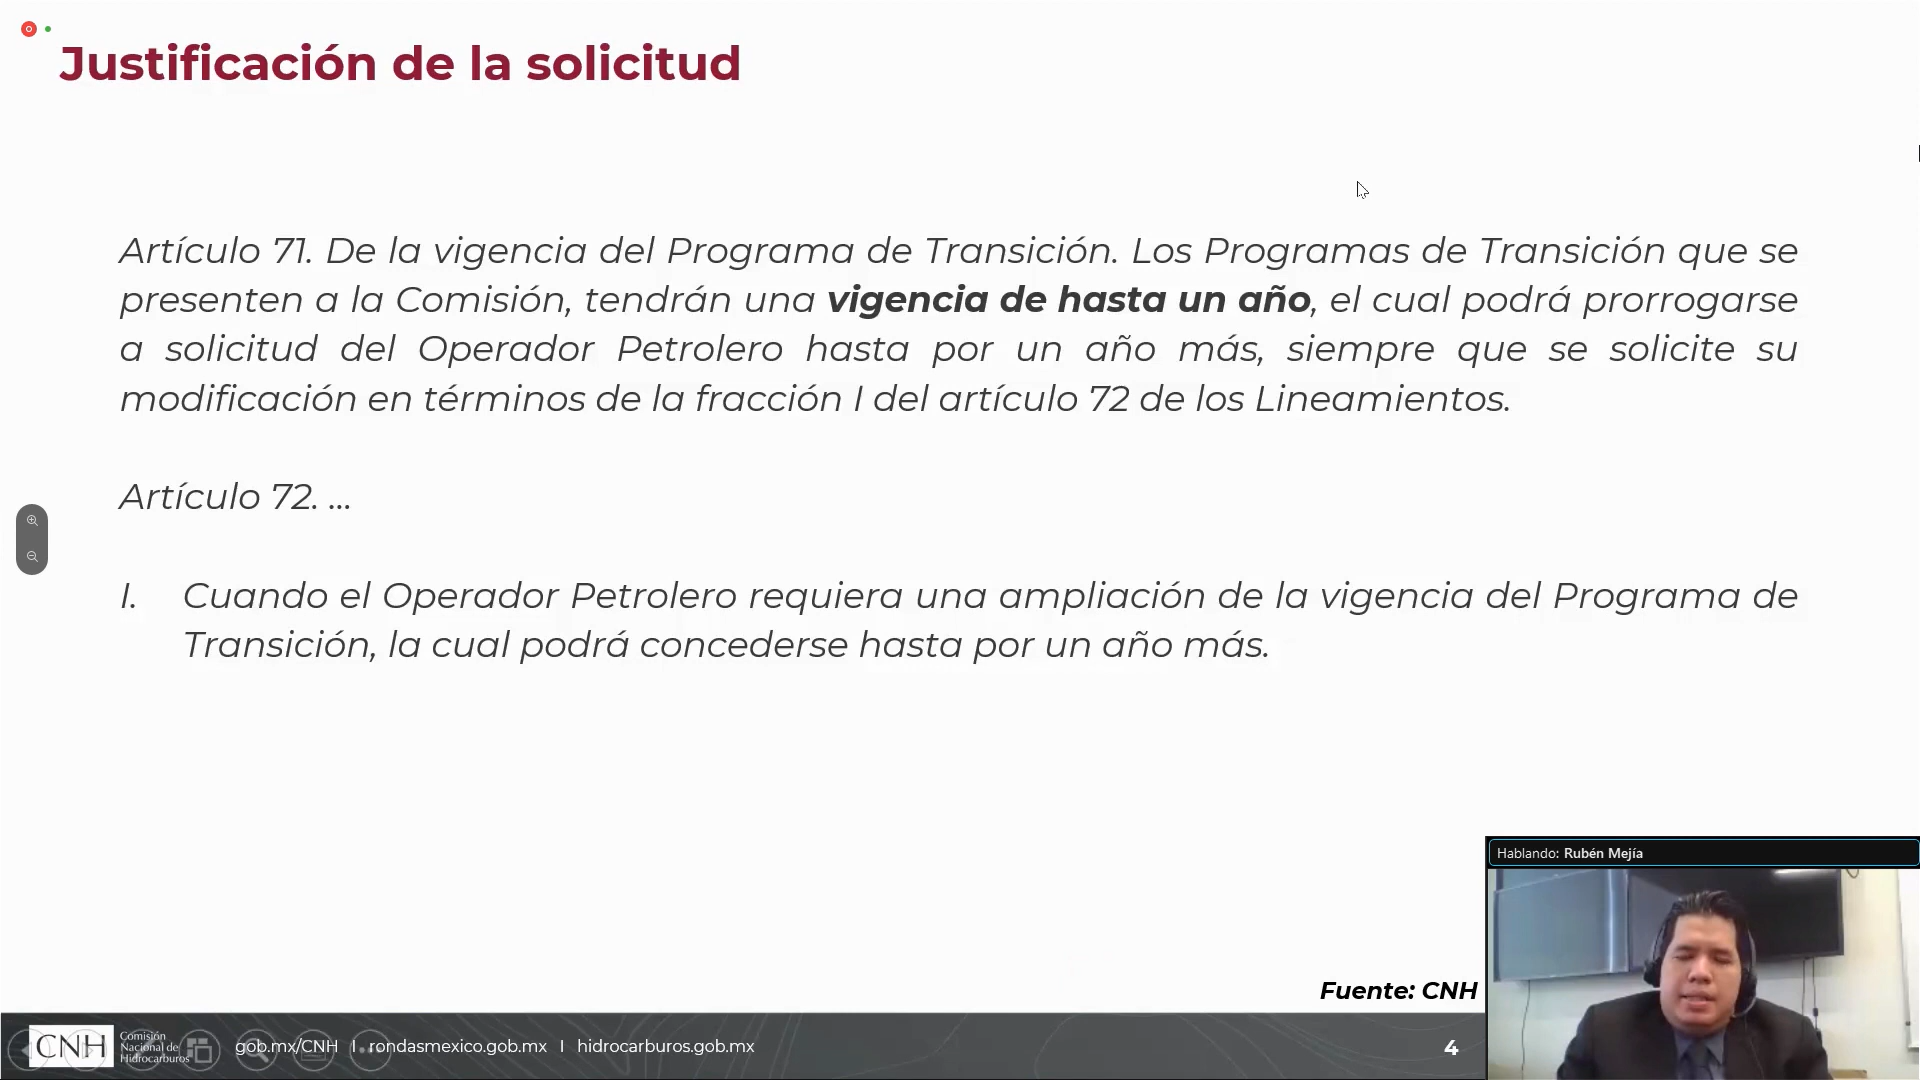 Justificación de la solicitud
Artículo 71. De la vigencia del Programa de Transición. Los Programas de Transición que se
presenten a la Comisión, tendrán una vigencia de hasta un año, el cual podrá prorrogarse
a solicitud del Operador Petrolero hasta por un año más, siempre que se solicite su
modificación en términos de la fracción I del artículo 72 de los Lineamientos.
Artículo 72. ...
I. Cuando el Operador Petrolero requiera una ampliación de la vigencia del Programa de
Transición, la cual podrá concederse hasta por un año más.
Hablando: Rubén Mejía
Fuente: CNH
CNH
Comisión
Nacional de
Hidrocarburos
gob.mx/CNH I rondasmexico.gob.mx I hidrocarburos.gob.mx
4